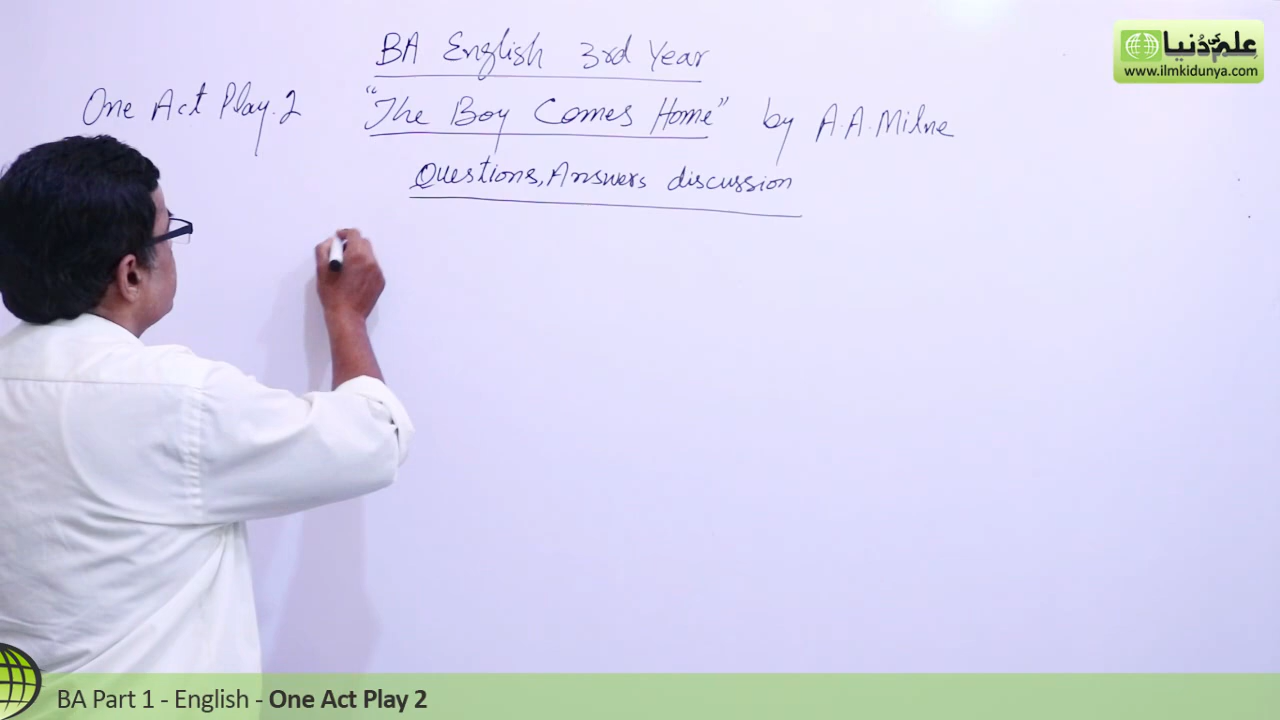 BA English 3rd Year
One Act Play.2 "The Boy Comes Home" by A.A.Milne
Questions,Answers discussion
علم کی دنیا
www.ilmkidunya.com
BA Part 1 - English - One Act Play 2